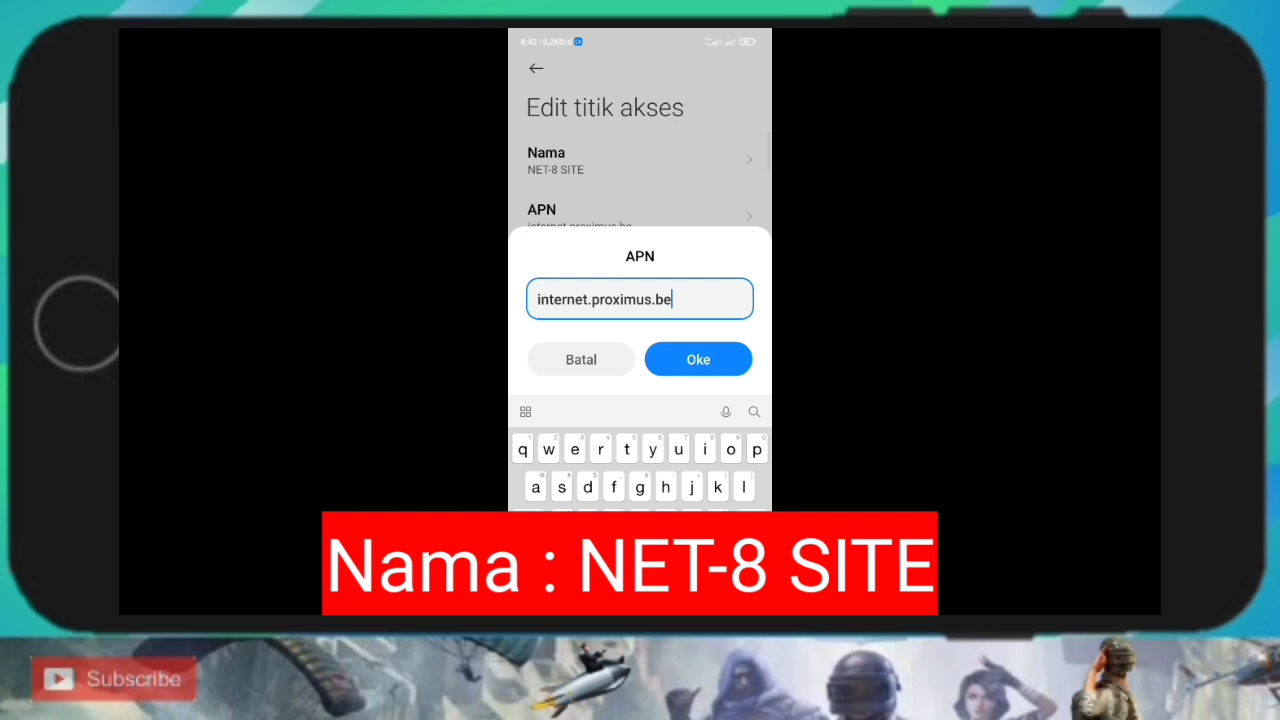 8:42 | 0,2KB/d
Edit titik akses
Nama
NET-8 SITE
APN
internet.proximus.be
APN
internet.proximus.be
Batal
Oke
q w e r t y u i o p
a s d f g h j k l
Nama : NET-8 SITE
Subscribe